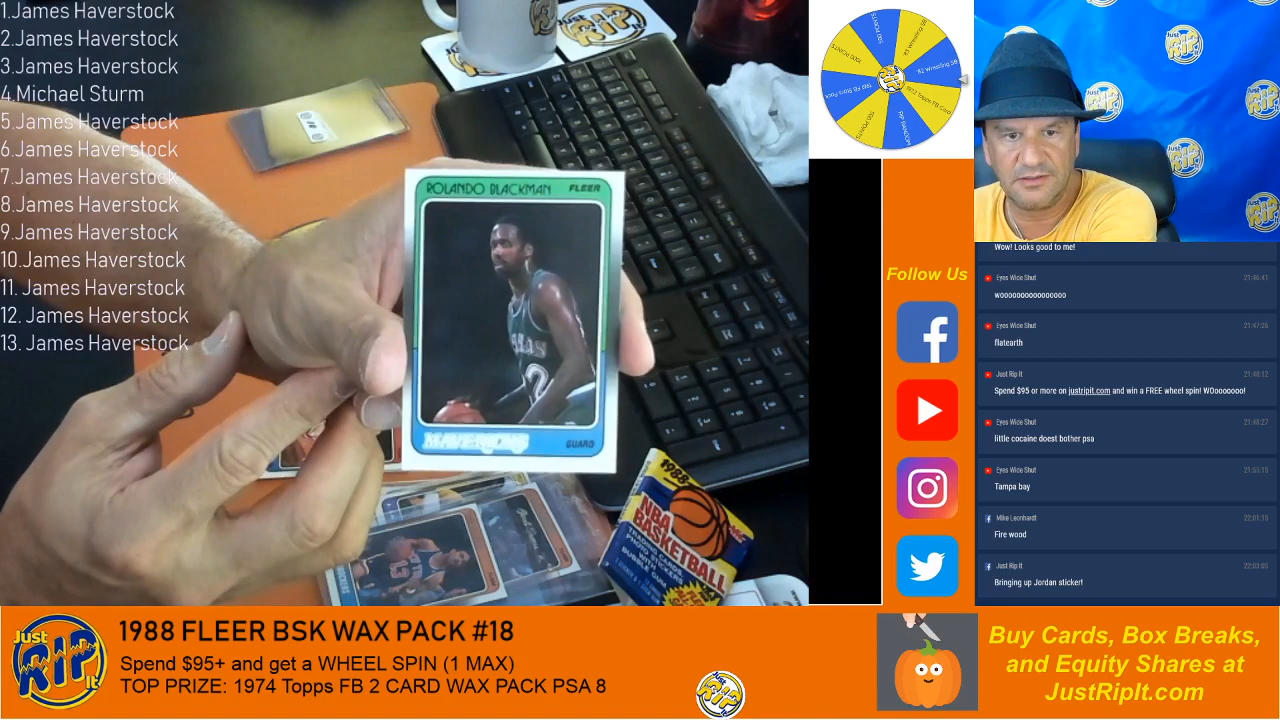 1.James Haverstock
2.James Haverstock
3.James Haverstock
4.Michael Sturm
5.James Haverstock
6.James Haverstock
7.James Haverstock
8.James Haverstock
9.James Haverstock
10.James Haverstock
11. James Haverstock
12. James Haverstock
13. James Haverstock
ROLANDO BLACKMAN FLEER
MAVERICKS GUARD
1988
NBA
BASKETBALL
TRADING CARDS
PHOTO STICKERS
WITH
BUBBLE GUM
Follow Us
Wow! Looks good to me!
Eyes Wide Shut 21:46:41
woooooooooooooooo
Eyes Wide Shut 21:47:26
flatearth
Just Rip It 21:48:12
Spend $95 or more on justripit.com and win a FREE wheel spin! WOooooooo!
Eyes Wide Shut 21:48:27
little cocaine doest bother psa
Eyes Wide Shut 21:55:15
Tampa bay
Mike Leonhardt 22:01:15
Fire wood
Just Rip It 22:03:05
Bringing up Jordan sticker!
Just
RIP
It
1988 FLEER BSK WAX PACK #18
Spend $95+ and get a WHEEL SPIN (1 MAX)
TOP PRIZE: 1974 Topps FB 2 CARD WAX PACK PSA 8
Buy Cards, Box Breaks,
and Equity Shares at
JustRipIt.com